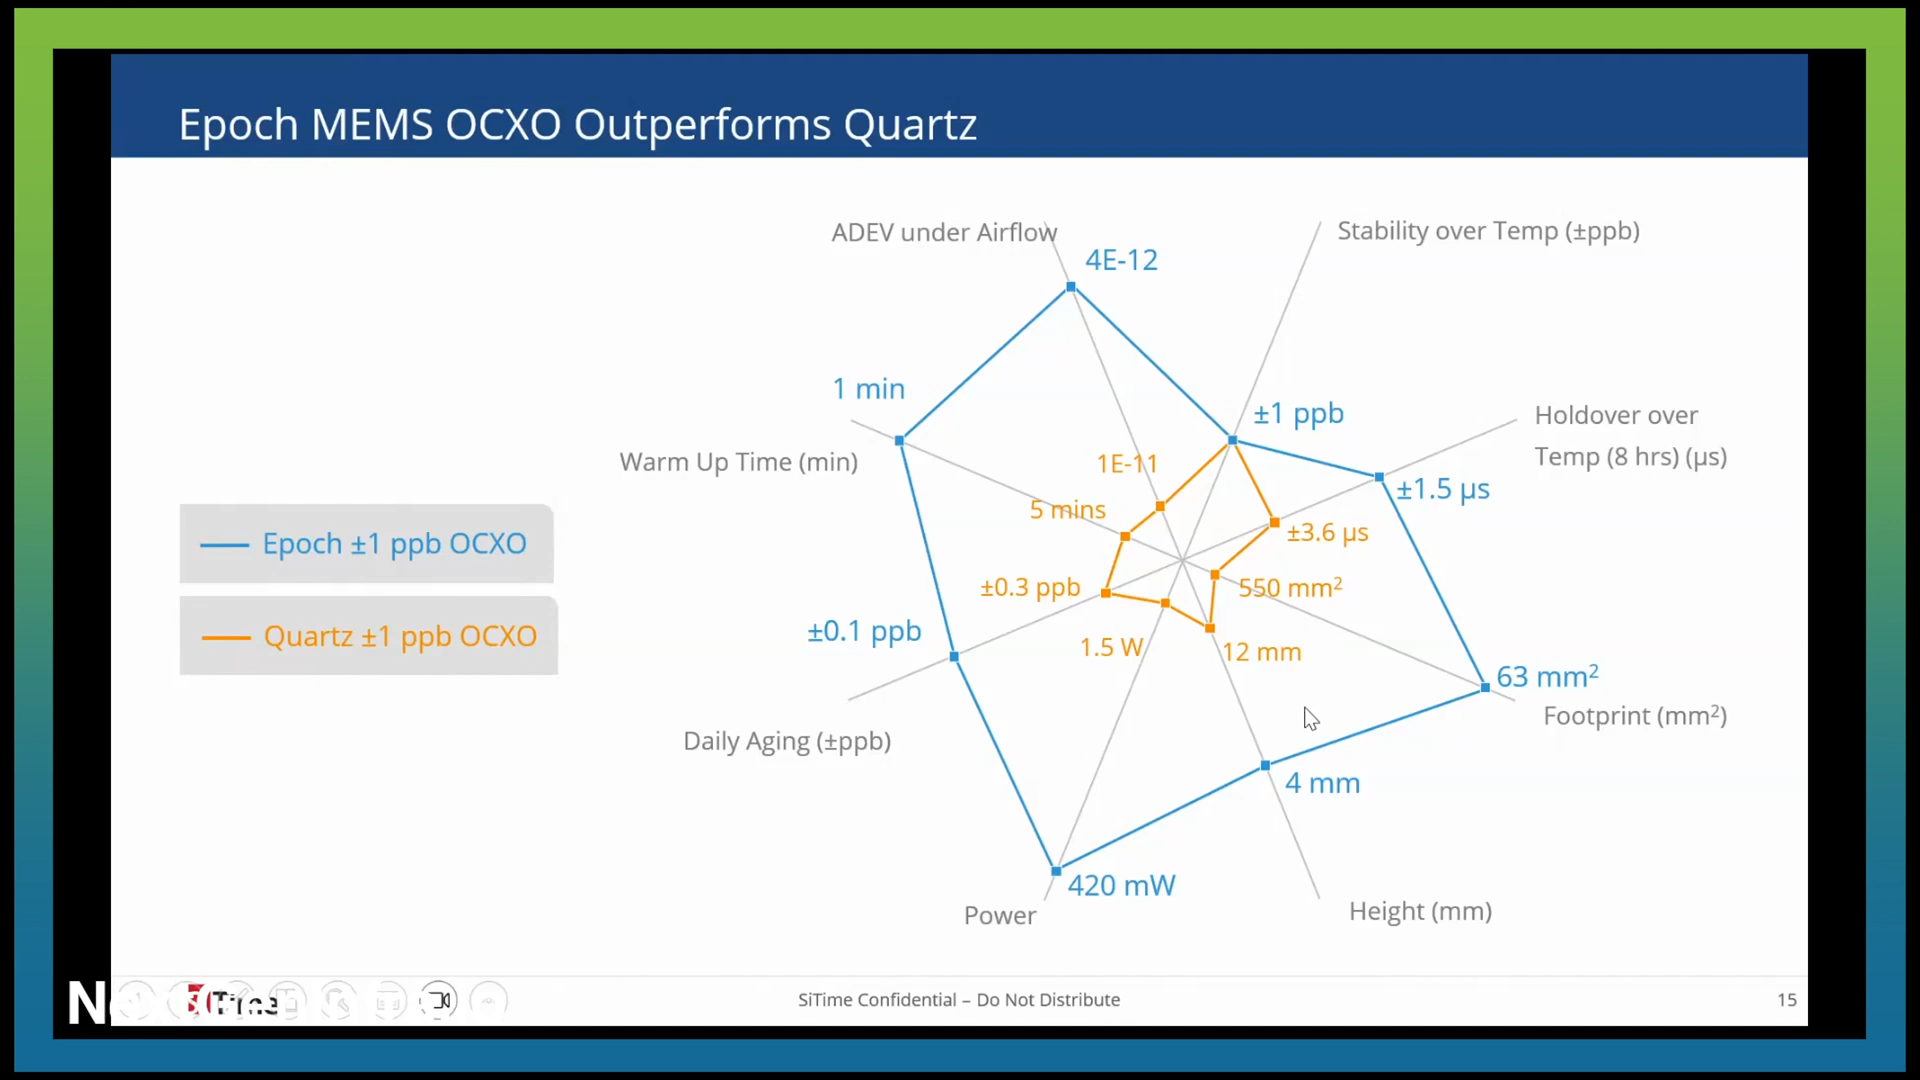 Epoch MEMS OCXO Outperforms Quartz
ADEV under Airflow
Stability over Temp (±ppb)
4E-12
1 min
±1 ppb
Holdover over
Temp (8 hrs) (µs)
Warm Up Time (min)
1E-11
±1.5 µs
5 mins
±3.6 µs
Epoch ±1 ppb OCXO
±0.3 ppb
550 mm²
Quartz ±1 ppb OCXO
±0.1 ppb
1.5 W
12 mm
63 mm²
Footprint (mm²)
Daily Aging (±ppb)
4 mm
420 mW
Power
Height (mm)
SiTime Confidential – Do Not Distribute
15